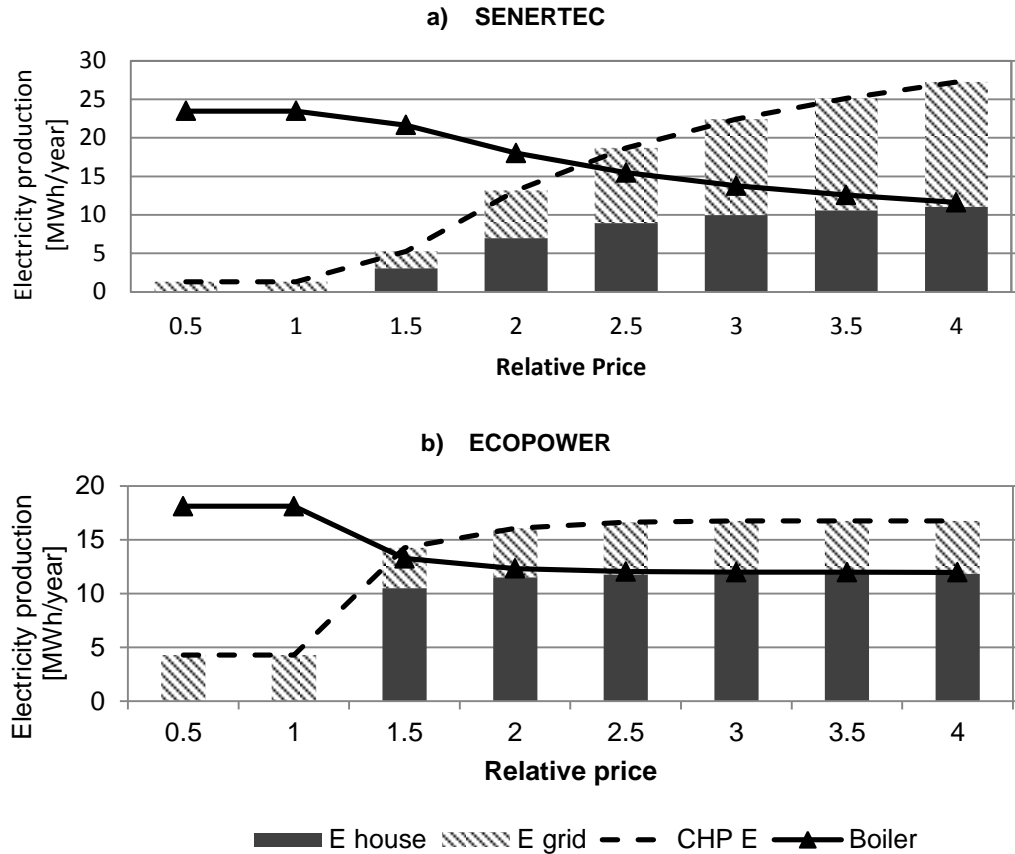 a) SENERTEC
Electricity production
[MWh/year]
30
25
20
15
10
5
0
0.5 1 1.5 2 2.5 3 3.5 4
Relative Price
b) ECOPOWER
Electricity production
[MWh/year]
20
15
10
5
0
0.5 1 1.5 2 2.5 3 3.5 4
Relative price
E house E grid CHP E Boiler